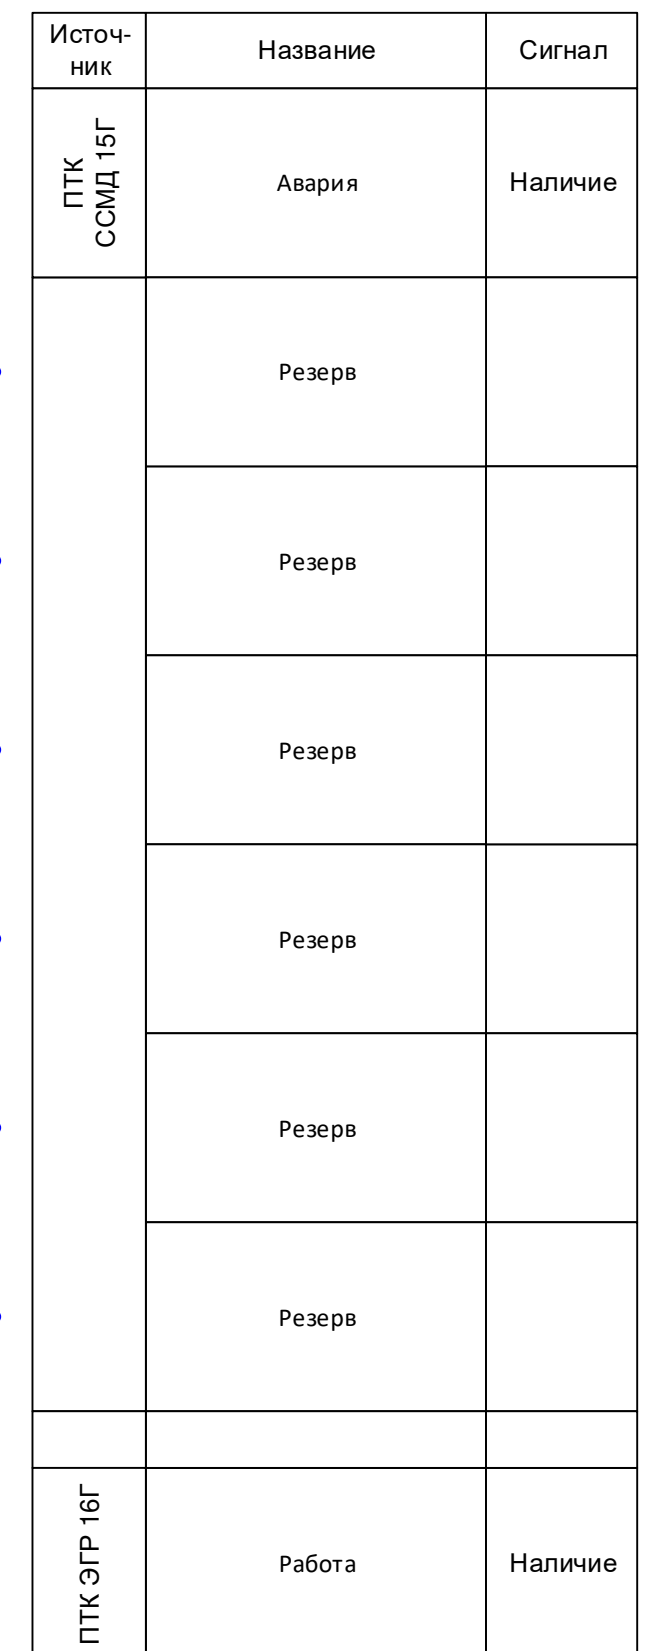 Источ-
ник
Название
Сигнал
ПТК
ССМД 15Г
Авария
Наличие
Резерв
Резерв
Резерв
Резерв
Резерв
Резерв
ПТК ЭГР 16Г
Работа
Наличие